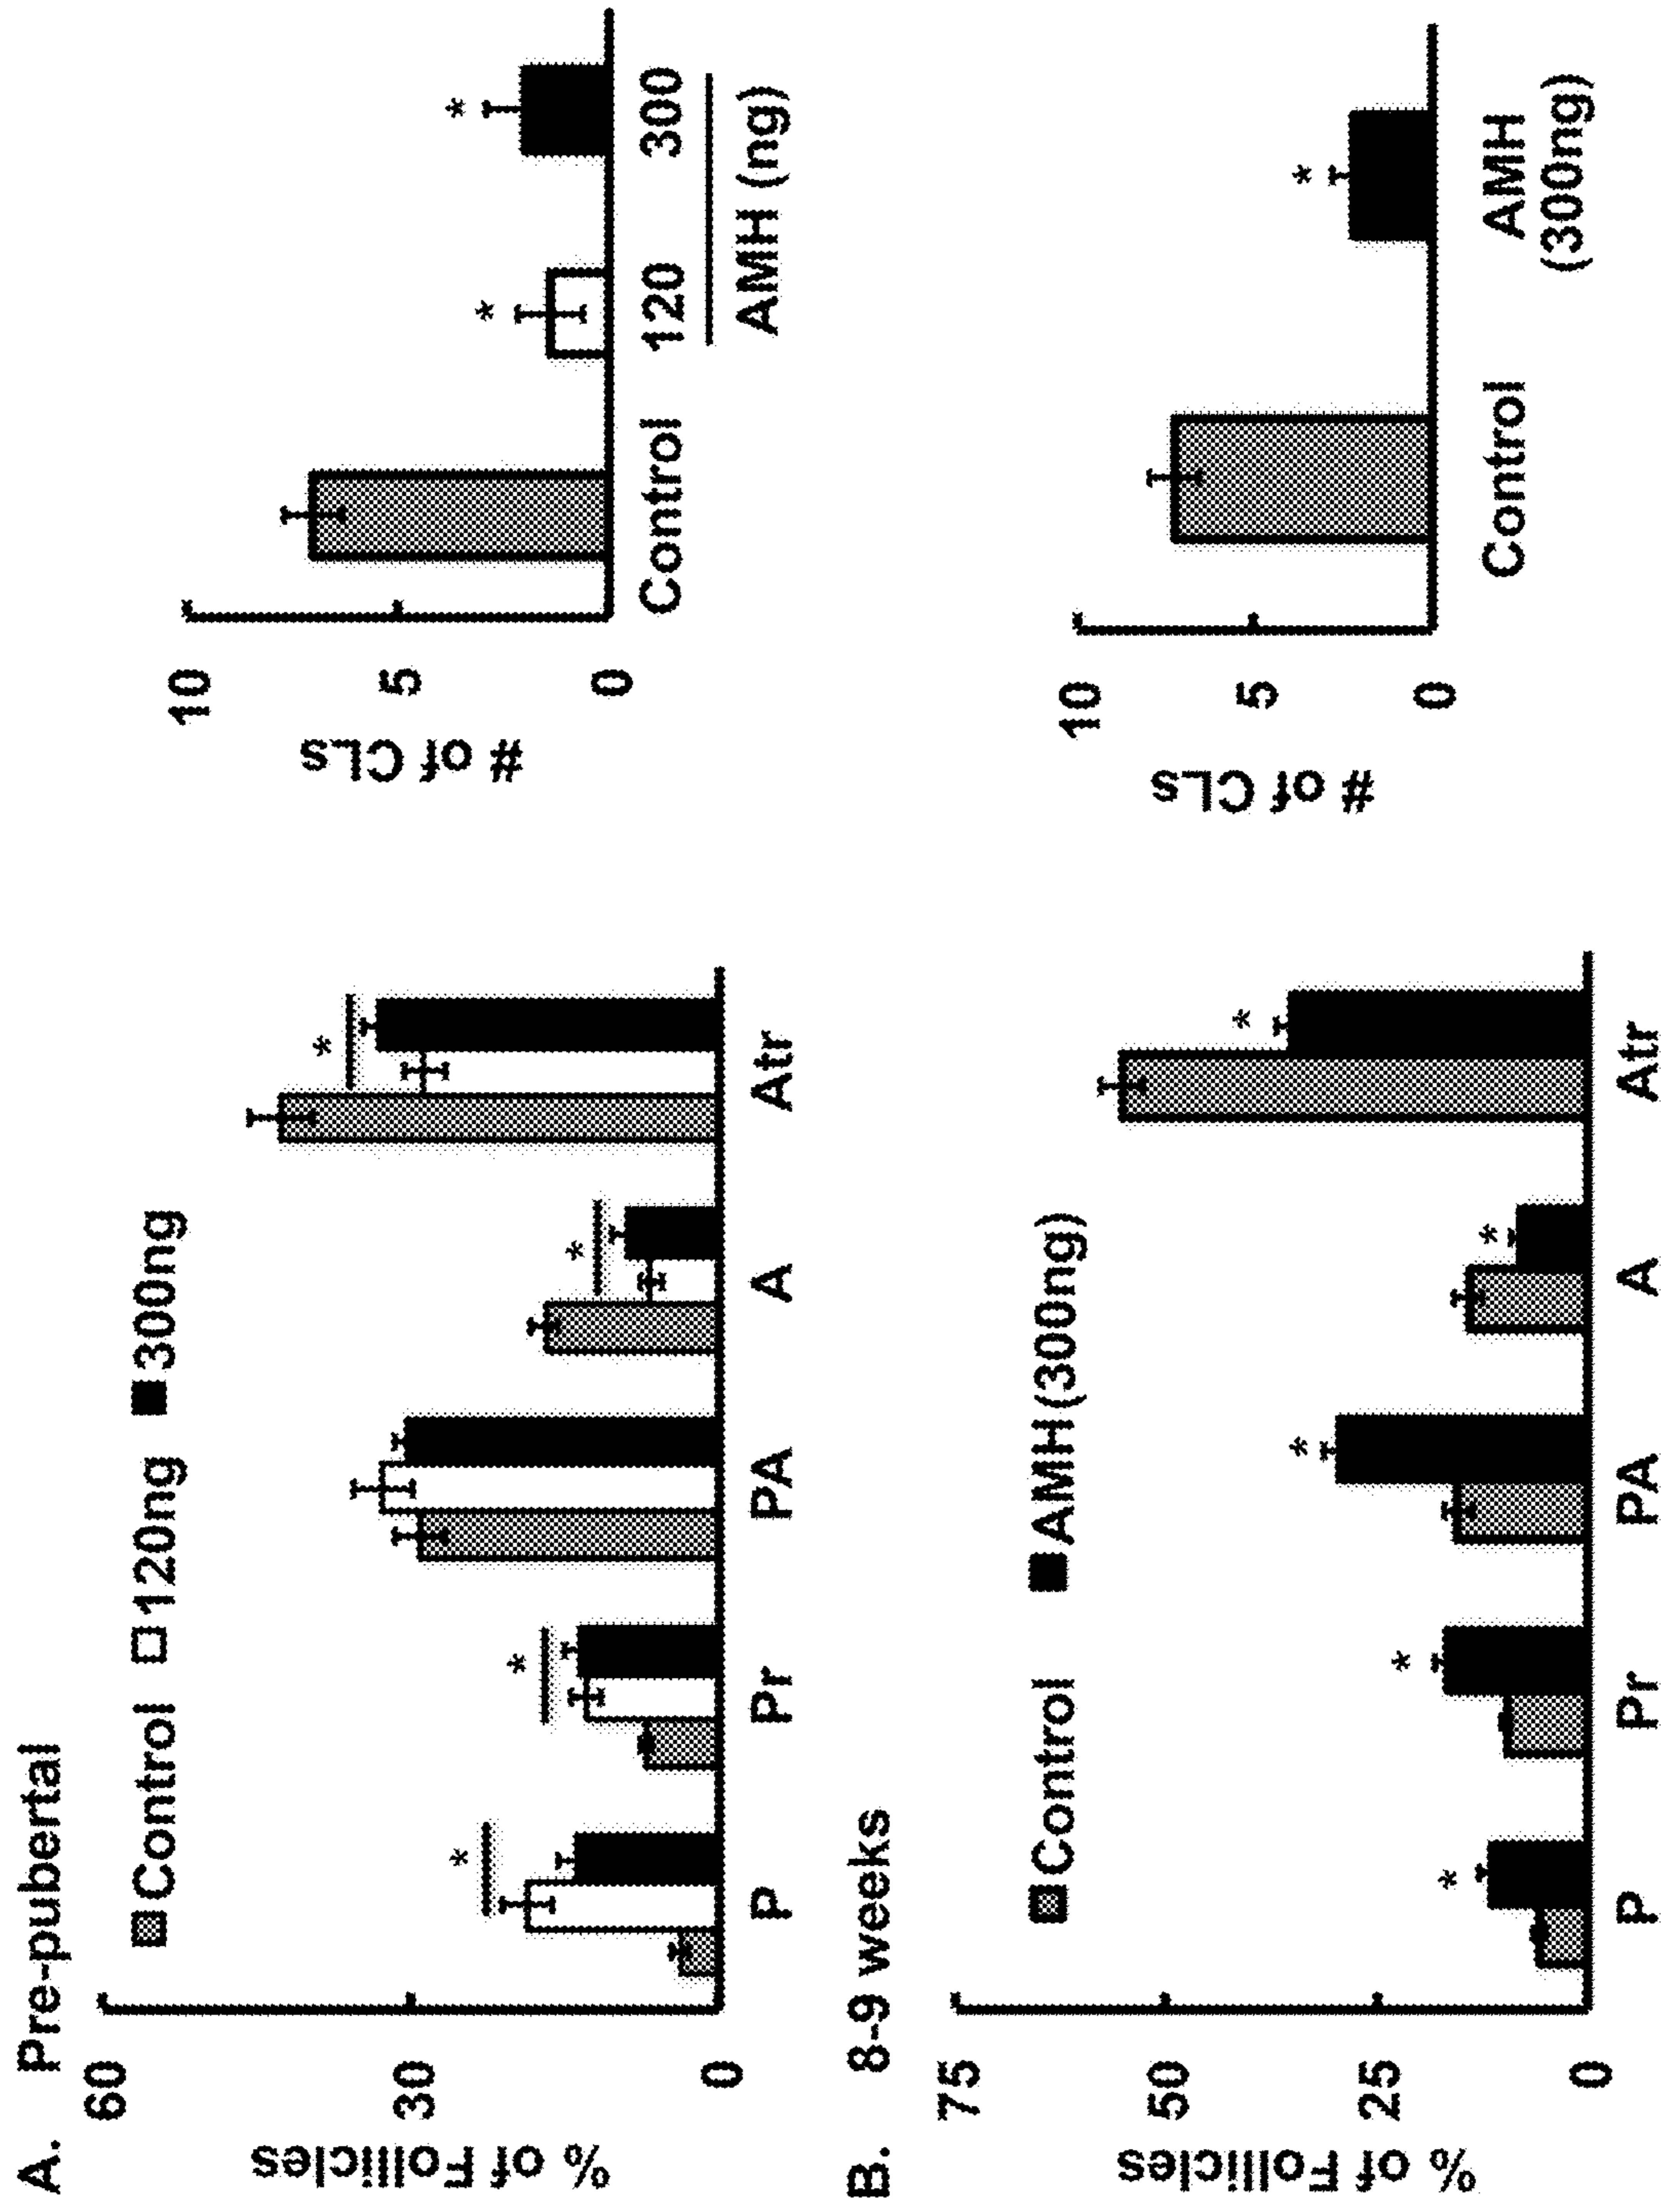 A. Pre-pubertal
Control 120ng 300ng
% of Follicles
60
30
0
P Pr PA A Atr
* * * *
# of CLs
10
5
0
* *
Control 120 300
AMH (ng)
B. 8-9 weeks
Control AMH (300ng)
% of Follicles
75
50
25
0
* * * * *
P Pr PA A Atr
# of CLs
10
5
0
*
Control AMH
(300ng)